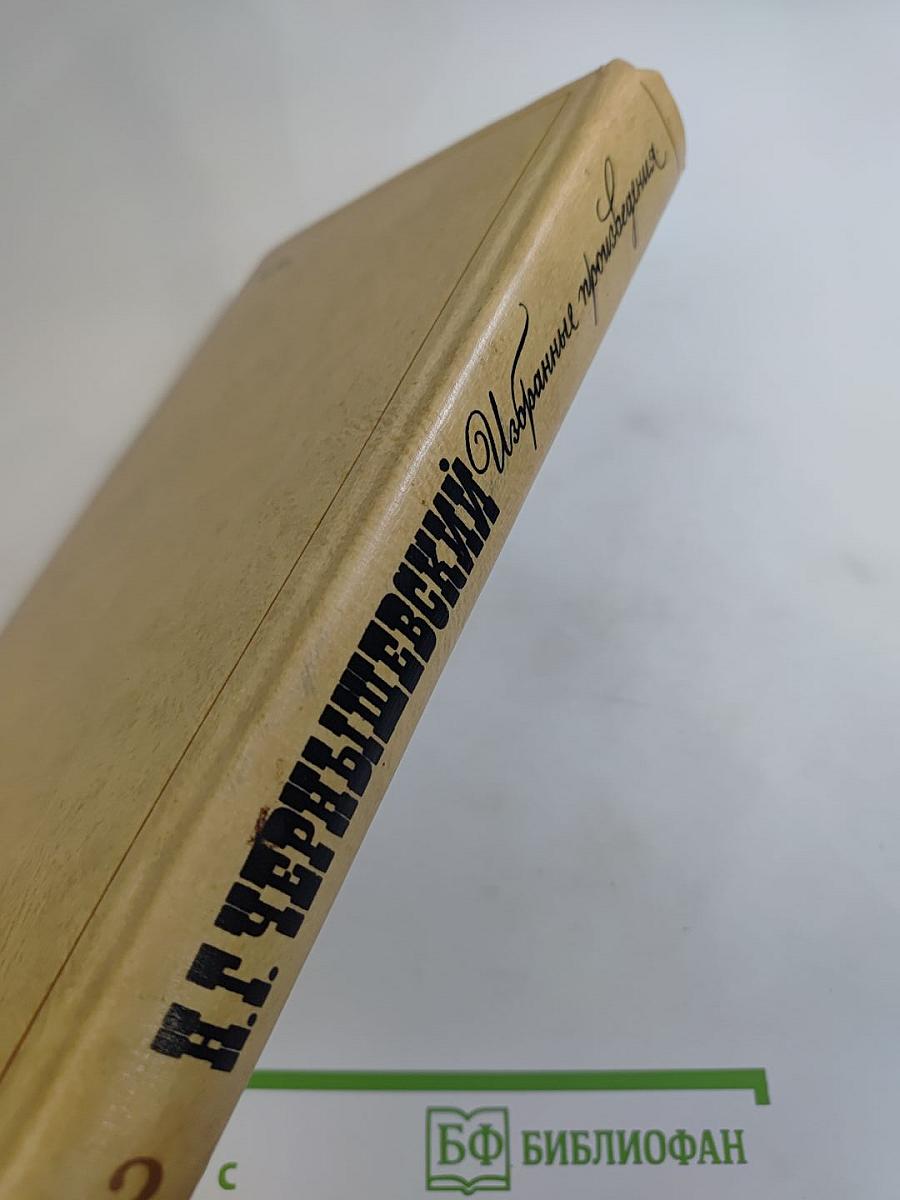 Н.Г. ЧЕРНЫШЕВСКИЙ
Избранные произведения
с
БФ БИБЛИОФАН